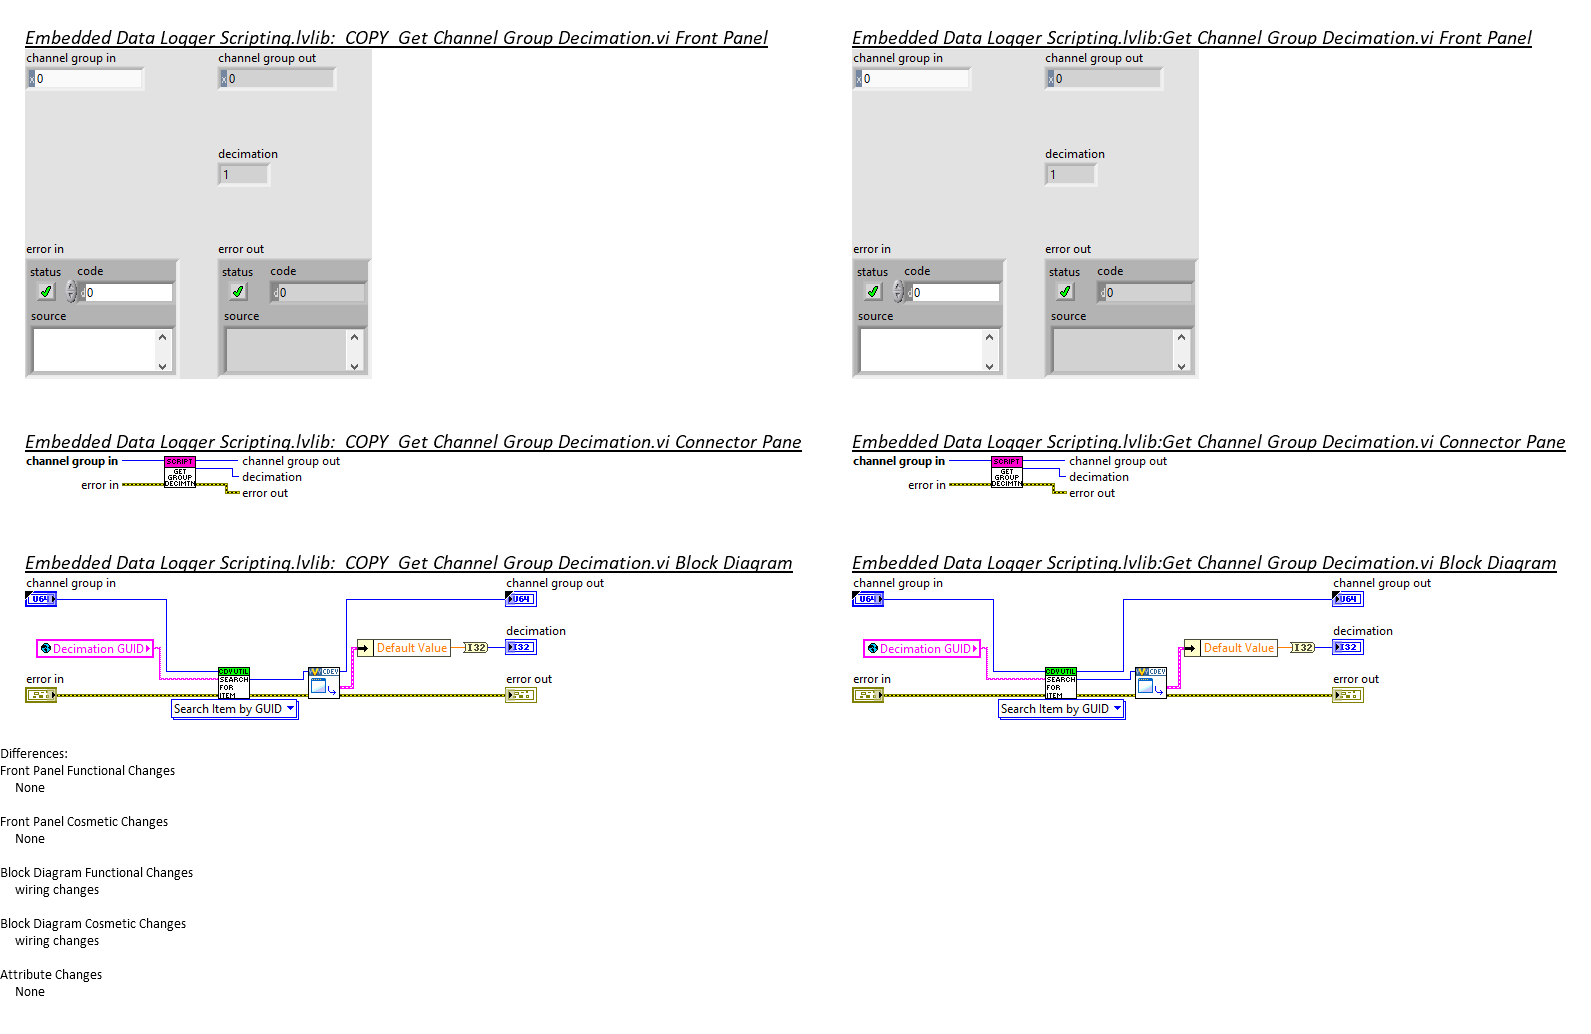 Embedded Data Logger Scripting.lvlib:  COPY  Get Channel Group Decimation.vi Front Panel
channel group in
channel group out
x 0
x 0
decimation
1
error in
error out
status
code
status
code
d 0
d 0
source
source
Embedded Data Logger Scripting.lvlib:Get Channel Group Decimation.vi Front Panel
channel group in
channel group out
x 0
x 0
decimation
1
error in
error out
status
code
status
code
d 0
d 0
source
source
Embedded Data Logger Scripting.lvlib:  COPY  Get Channel Group Decimation.vi Connector Pane
channel group in
SCRIPT
GET
GROUP
DECIMTN
channel group out
decimation
error in
error out
Embedded Data Logger Scripting.lvlib:Get Channel Group Decimation.vi Connector Pane
channel group in
SCRIPT
GET
GROUP
DECIMTN
channel group out
decimation
error in
error out
Embedded Data Logger Scripting.lvlib:  COPY  Get Channel Group Decimation.vi Block Diagram
channel group in
channel group out
U64
U64
decimation
Decimation GUID
Default Value
I32
I32
error in
SEARCH
FOR
ITEM
CDEV
error out
Search Item by GUID
Embedded Data Logger Scripting.lvlib:Get Channel Group Decimation.vi Block Diagram
channel group in
channel group out
U64
U64
decimation
Decimation GUID
Default Value
I32
I32
error in
SEARCH
FOR
ITEM
CDEV
error out
Search Item by GUID
Differences:
Front Panel Functional Changes
None
Front Panel Cosmetic Changes
None
Block Diagram Functional Changes
wiring changes
Block Diagram Cosmetic Changes
wiring changes
Attribute Changes
None